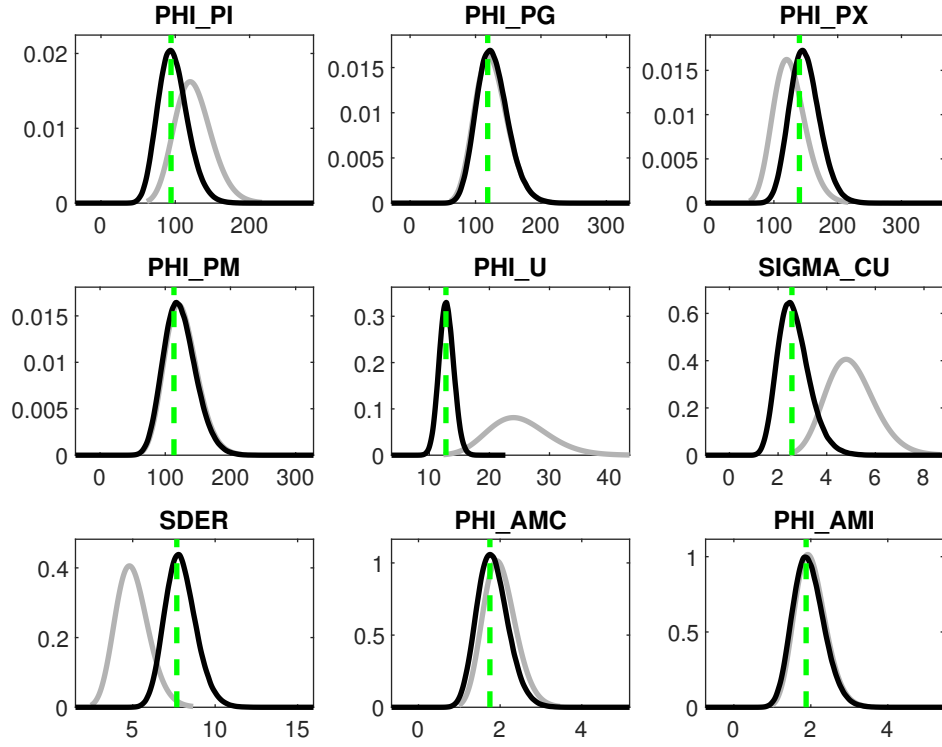 PHI_PI PHI_PG PHI_PX
0.02 0.01 0 0 100 200
0.015 0.01 0.005 0 0 100 200 300
0.015 0.01 0.005 0 0 100 200 300
PHI_PM PHI_U SIGMA_CU
0.015 0.01 0.005 0 0 100 200 300
0.3 0.2 0.1 0 10 20 30 40
0.6 0.4 0.2 0 0 2 4 6 8
SDER PHI_AMC PHI_AMI
0.4 0.2 0 5 10 15
1 0.5 0 0 2 4
1 0.5 0 0 2 4